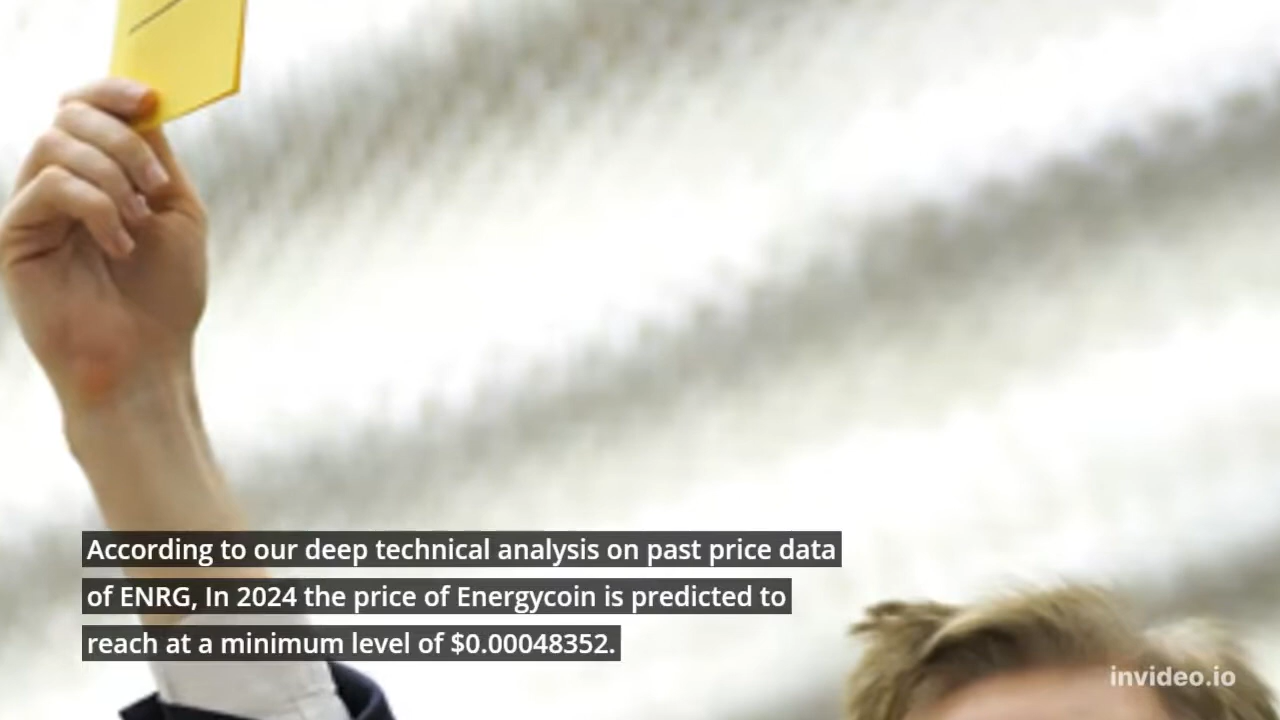 According to our deep technical analysis on past price data
of ENRG, In 2024 the price of Energycoin is predicted to
reach at a minimum level of $0.00048352.
invideo.io